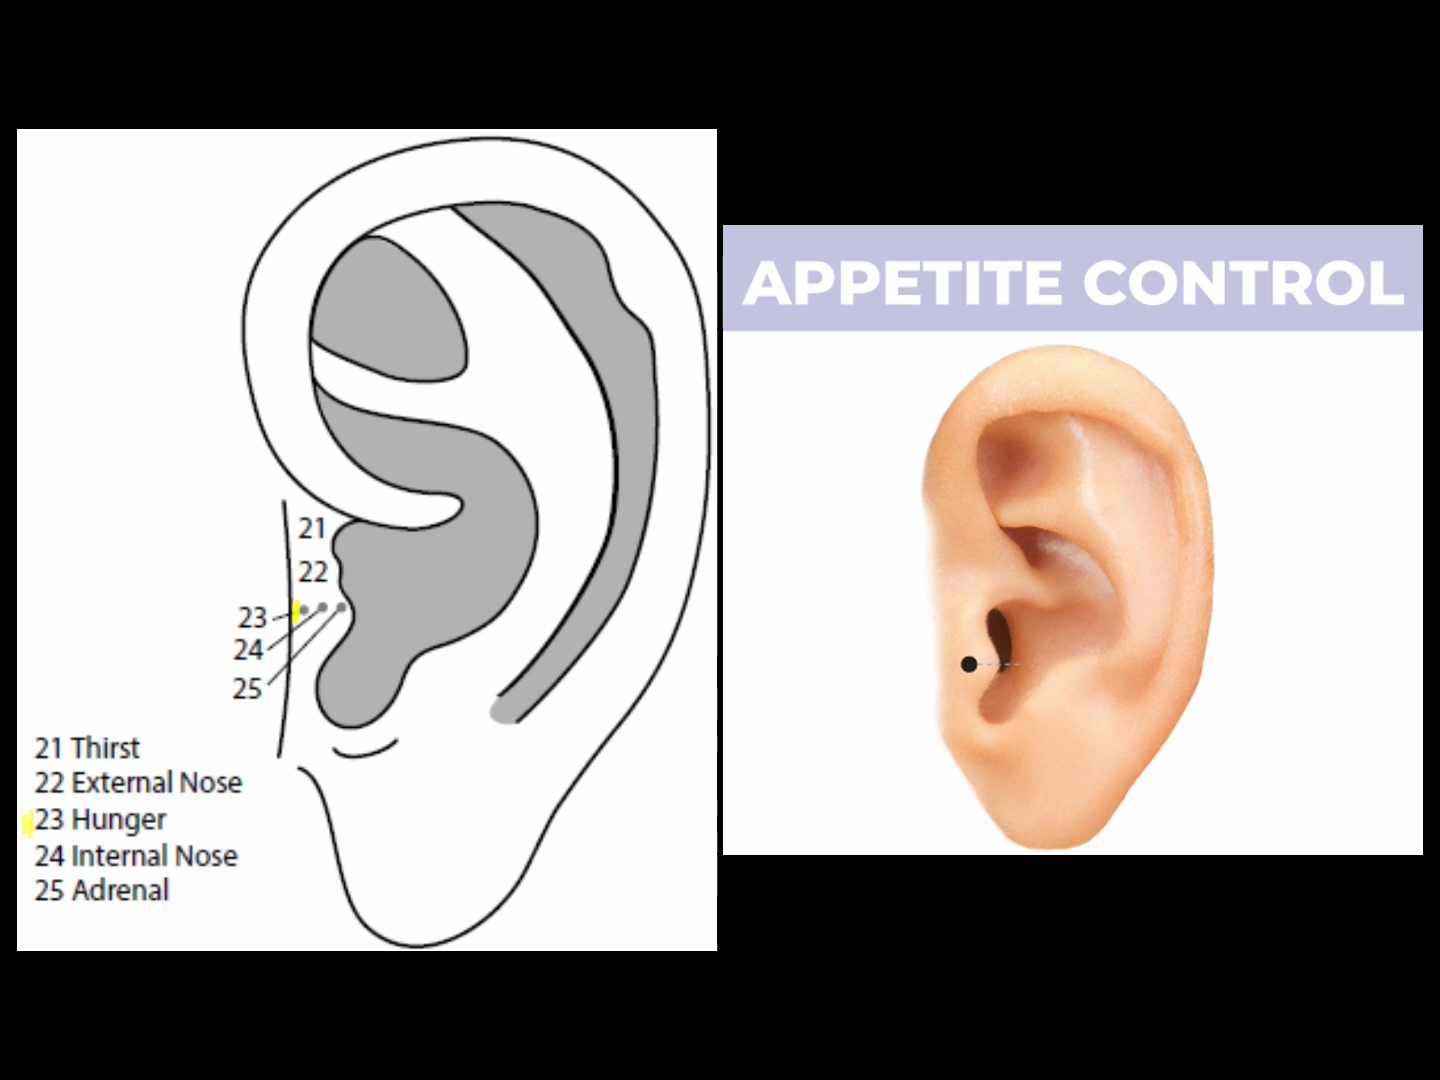 21
22
23
24
25
21 Thirst
22 External Nose
23 Hunger
24 Internal Nose
25 Adrenal
APPETITE CONTROL